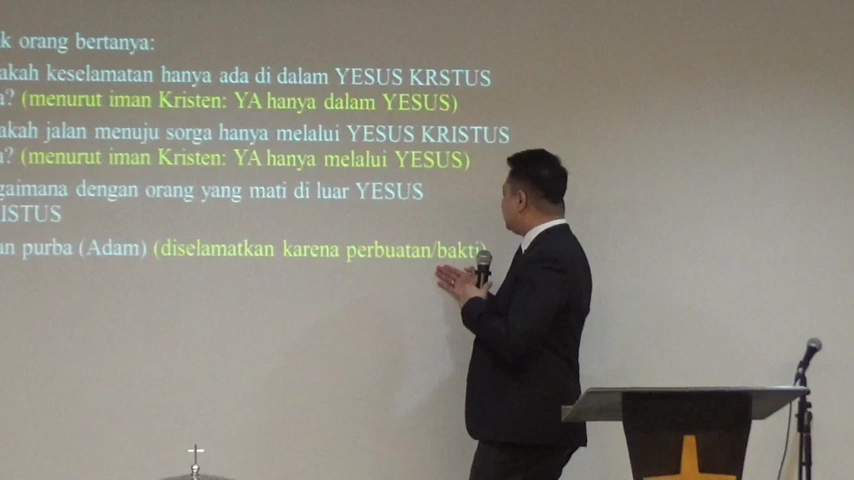 k orang bertanya:
akah keselamatan hanya ada di dalam YESUS KRSTUS
a? (menurut iman Kristen: YA hanya dalam YESUS)
akah jalan menuju sorga hanya melalui YESUS KRISTUS
a? (menurut iman Kristen: YA hanya melalui YESUS)
gaimana dengan orang yang mati di luar YESUS
ISTUS
an purba (Adam) (diselamatkan karena perbuatan/bakti)